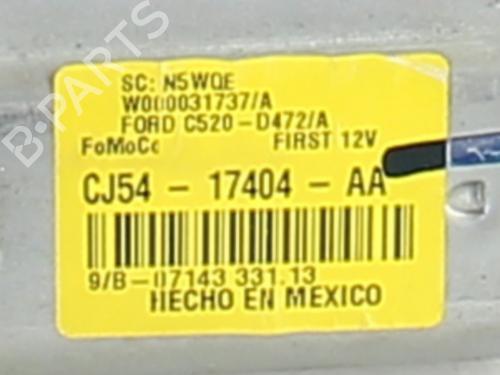 B-PARTS
SC: N5WQE
W000031737/A
FORD C520-D472/A
FoMoCo FIRST 12V
CJ54 - 17404 - AA
9/B-07143 331.13
HECHO EN MEXICO